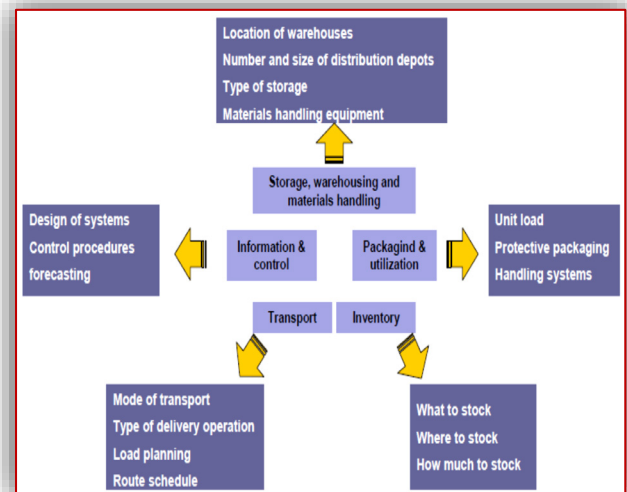 Location of warehouses
Number and size of distribution depots
Type of storage
Materials handling equipment
Storage, warehousing and
materials handling
Design of systems
Control procedures
forecasting
Information &
control
Packagind &
utilization
Unit load
Protective packaging
Handling systems
Transport
Inventory
Mode of transport
Type of delivery operation
Load planning
Route schedule
What to stock
Where to stock
How much to stock